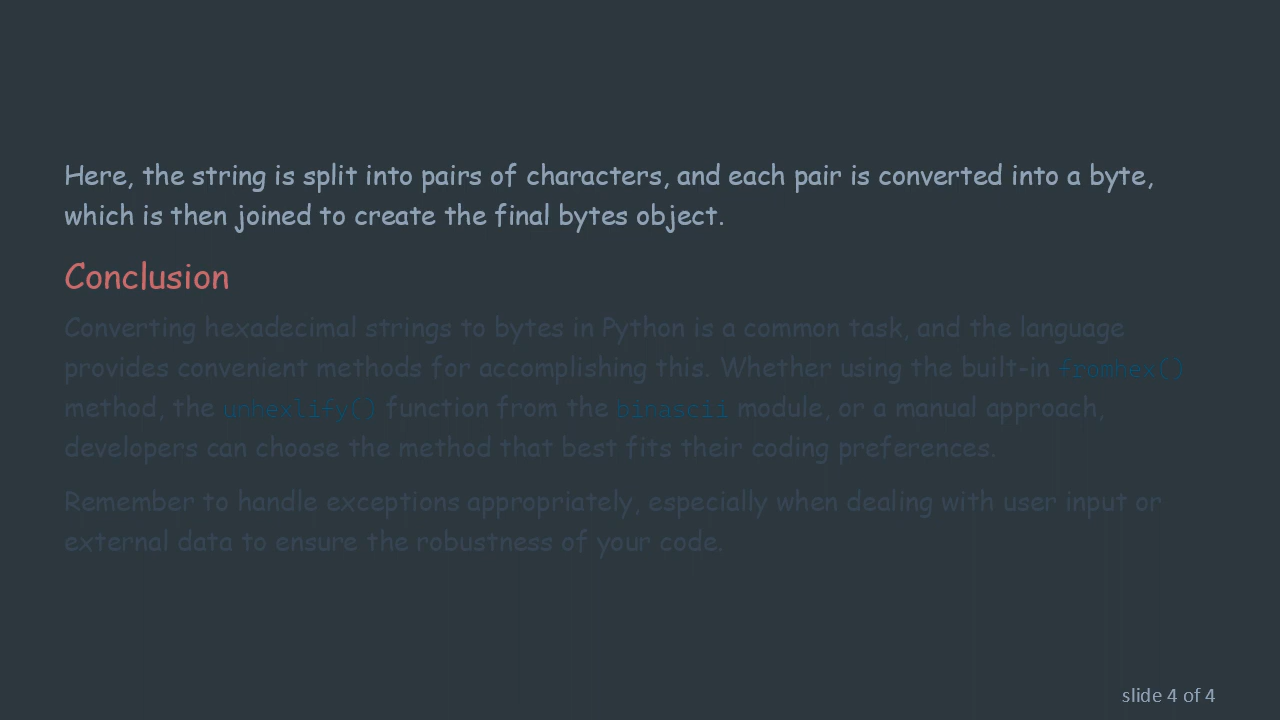 Here, the string is split into pairs of characters, and each pair is converted into a byte,
which is then joined to create the final bytes object.
Conclusion
Converting hexadecimal strings to bytes in Python is a common task, and the language
provides convenient methods for accomplishing this. Whether using the built-in fromhex()
method, the unhexlify() function from the binascii module, or a manual approach,
developers can choose the method that best fits their coding preferences.
Remember to handle exceptions appropriately, especially when dealing with user input or
external data to ensure the robustness of your code.
slide 4 of 4